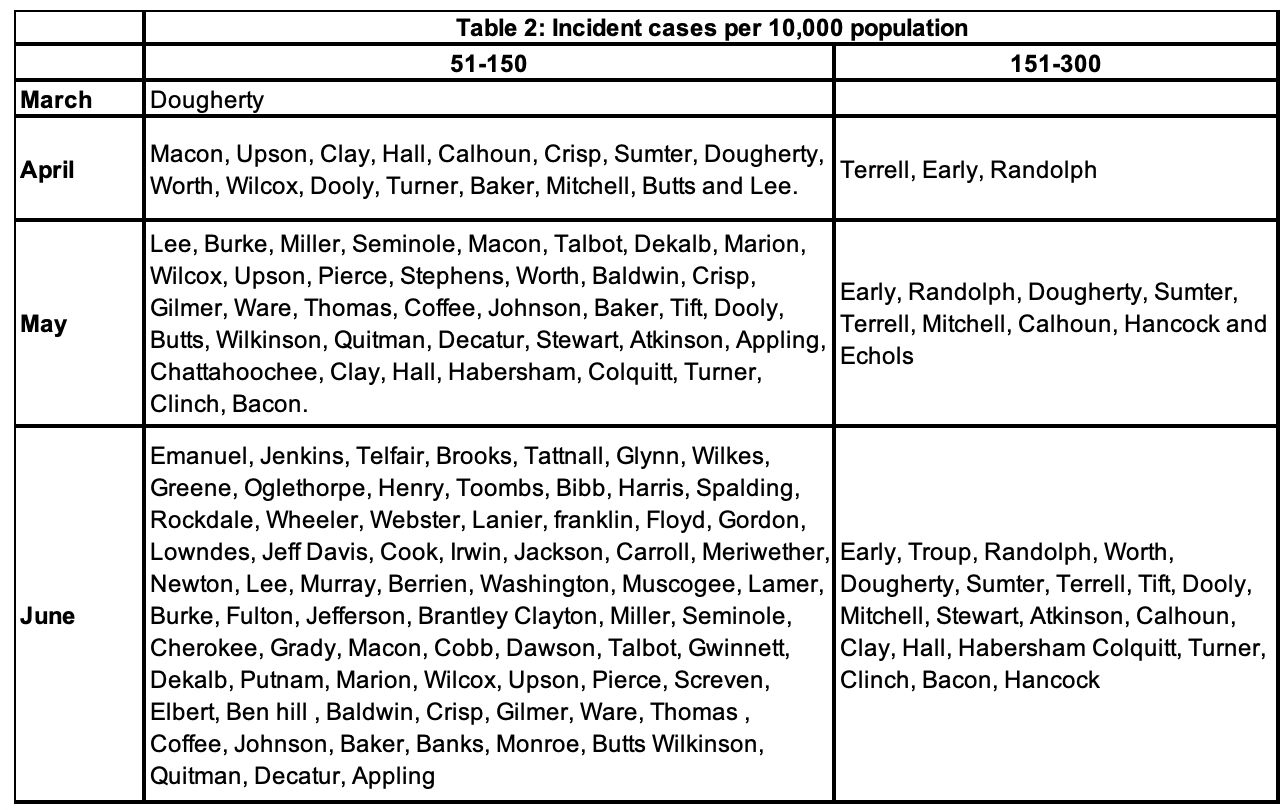 Table 2: Incident cases per 10,000 population
51-150
151-300
March
Dougherty
April
Macon, Upson, Clay, Hall, Calhoun, Crisp, Sumter, Dougherty,
Worth, Wilcox, Dooly, Turner, Baker, Mitchell, Butts and Lee.
Terrell, Early, Randolph
May
Lee, Burke, Miller, Seminole, Macon, Talbot, Dekalb, Marion,
Wilcox, Upson, Pierce, Stephens, Worth, Baldwin, Crisp,
Gilmer, Ware, Thomas, Coffee, Johnson, Baker, Tift, Dooly,
Butts, Wilkinson, Quitman, Decatur, Stewart, Atkinson, Appling,
Chattahoochee, Clay, Hall, Habersham, Colquitt, Turner,
Clinch, Bacon.
Early, Randolph, Dougherty, Sumter,
Terrell, Mitchell, Calhoun, Hancock and
Echols
June
Emanuel, Jenkins, Telfair, Brooks, Tattnall, Glynn, Wilkes,
Greene, Oglethorpe, Henry, Toombs, Bibb, Harris, Spalding,
Rockdale, Wheeler, Webster, Lanier, franklin, Floyd, Gordon,
Lowndes, Jeff Davis, Cook, Irwin, Jackson, Carroll, Meriwether,
Newton, Lee, Murray, Berrien, Washington, Muscogee, Lamer,
Burke, Fulton, Jefferson, Brantley Clayton, Miller, Seminole,
Cherokee, Grady, Macon, Cobb, Dawson, Talbot, Gwinnett,
Dekalb, Putnam, Marion, Wilcox, Upson, Pierce, Screven,
Elbert, Ben hill , Baldwin, Crisp, Gilmer, Ware, Thomas ,
Coffee, Johnson, Baker, Banks, Monroe, Butts Wilkinson,
Quitman, Decatur, Appling
Early, Troup, Randolph, Worth,
Dougherty, Sumter, Terrell, Tift, Dooly,
Mitchell, Stewart, Atkinson, Calhoun,
Clay, Hall, Habersham Colquitt, Turner,
Clinch, Bacon, Hancock